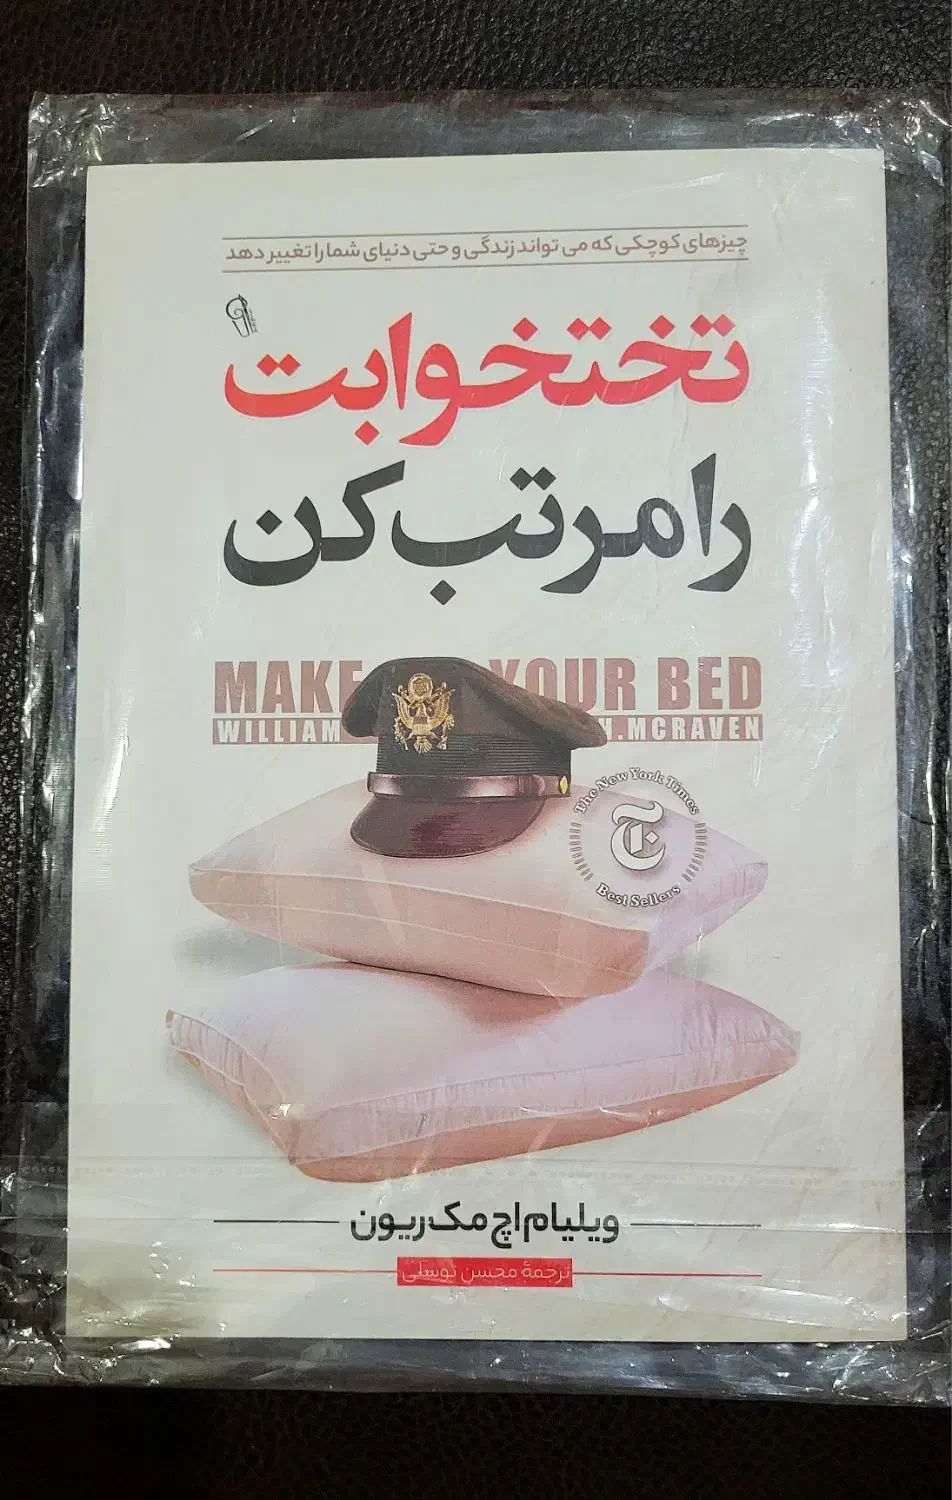 چیزهای کوچکی که می تواند زندگی و حتی دنیای شما را تغییر دهد
تختخوابت
را مرتب کن
MAKE YOUR BED
WILLIAM H.MCRAVEN
The New York Times
Best Sellers
ویلیام اچ مک‌ریون
ترجمهٔ محسن توسلی